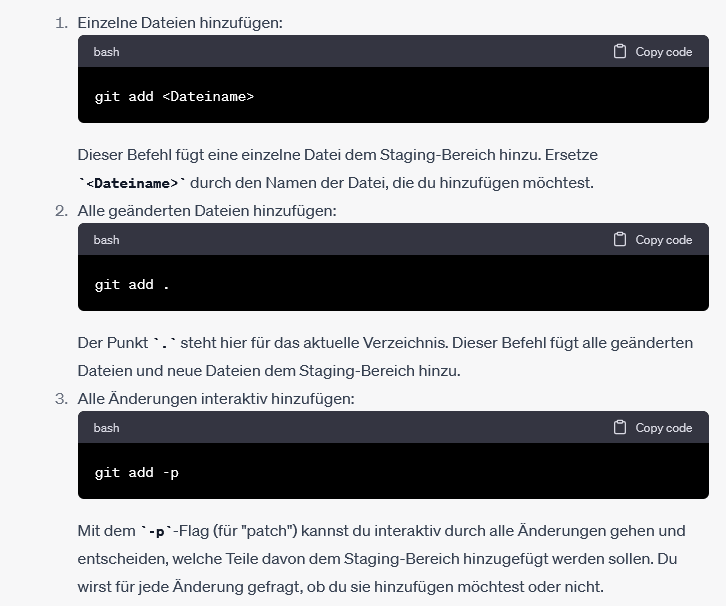 1. Einzelne Dateien hinzufügen:
bash Copy code
git add <Dateiname>
Dieser Befehl fügt eine einzelne Datei dem Staging-Bereich hinzu. Ersetze
`<Dateiname>` durch den Namen der Datei, die du hinzufügen möchtest.
2. Alle geänderten Dateien hinzufügen:
bash Copy code
git add .
Der Punkt `.` steht hier für das aktuelle Verzeichnis. Dieser Befehl fügt alle geänderten
Dateien und neue Dateien dem Staging-Bereich hinzu.
3. Alle Änderungen interaktiv hinzufügen:
bash Copy code
git add -p
Mit dem `-p`-Flag (für "patch") kannst du interaktiv durch alle Änderungen gehen und
entscheiden, welche Teile davon dem Staging-Bereich hinzugefügt werden sollen. Du
wirst für jede Änderung gefragt, ob du sie hinzufügen möchtest oder nicht.